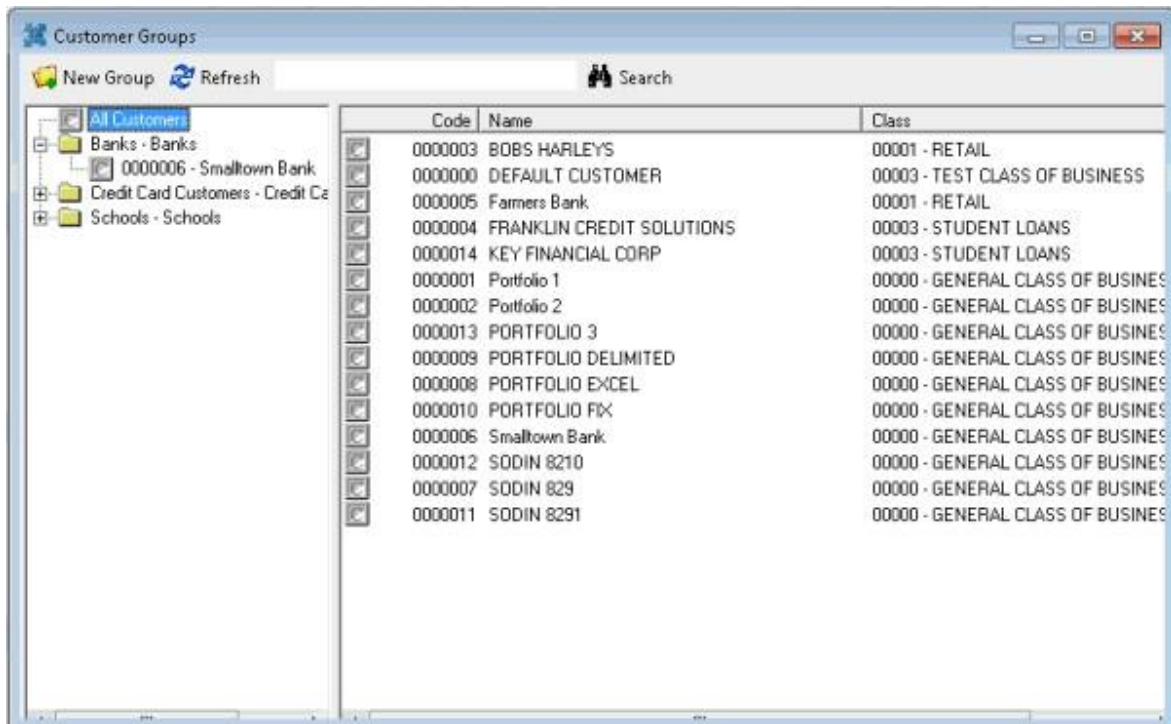 Customer Groups
New Group Refresh Search
All Customers
Banks - Banks
0000006 - Smalltown Bank
Credit Card Customers - Credit Ca
Schools - Schools
Code Name Class
0000003 BOBS HARLEYS 00001 - RETAIL
0000000 DEFAULT CUSTOMER 00003 - TEST CLASS OF BUSINESS
0000005 Farmers Bank 00001 - RETAIL
0000004 FRANKLIN CREDIT SOLUTIONS 00003 - STUDENT LOANS
0000014 KEY FINANCIAL CORP 00003 - STUDENT LOANS
0000001 Portfolio 1 00000 - GENERAL CLASS OF BUSINES
0000002 Portfolio 2 00000 - GENERAL CLASS OF BUSINES
0000013 PORTFOLIO 3 00000 - GENERAL CLASS OF BUSINES
0000009 PORTFOLIO DELIMITED 00000 - GENERAL CLASS OF BUSINES
0000008 PORTFOLIO EXCEL 00000 - GENERAL CLASS OF BUSINES
0000010 PORTFOLIO FIX 00000 - GENERAL CLASS OF BUSINES
0000006 Smalltown Bank 00000 - GENERAL CLASS OF BUSINES
0000012 SODIN 8210 00000 - GENERAL CLASS OF BUSINES
0000007 SODIN 829 00000 - GENERAL CLASS OF BUSINES
0000011 SODIN 8291 00000 - GENERAL CLASS OF BUSINES